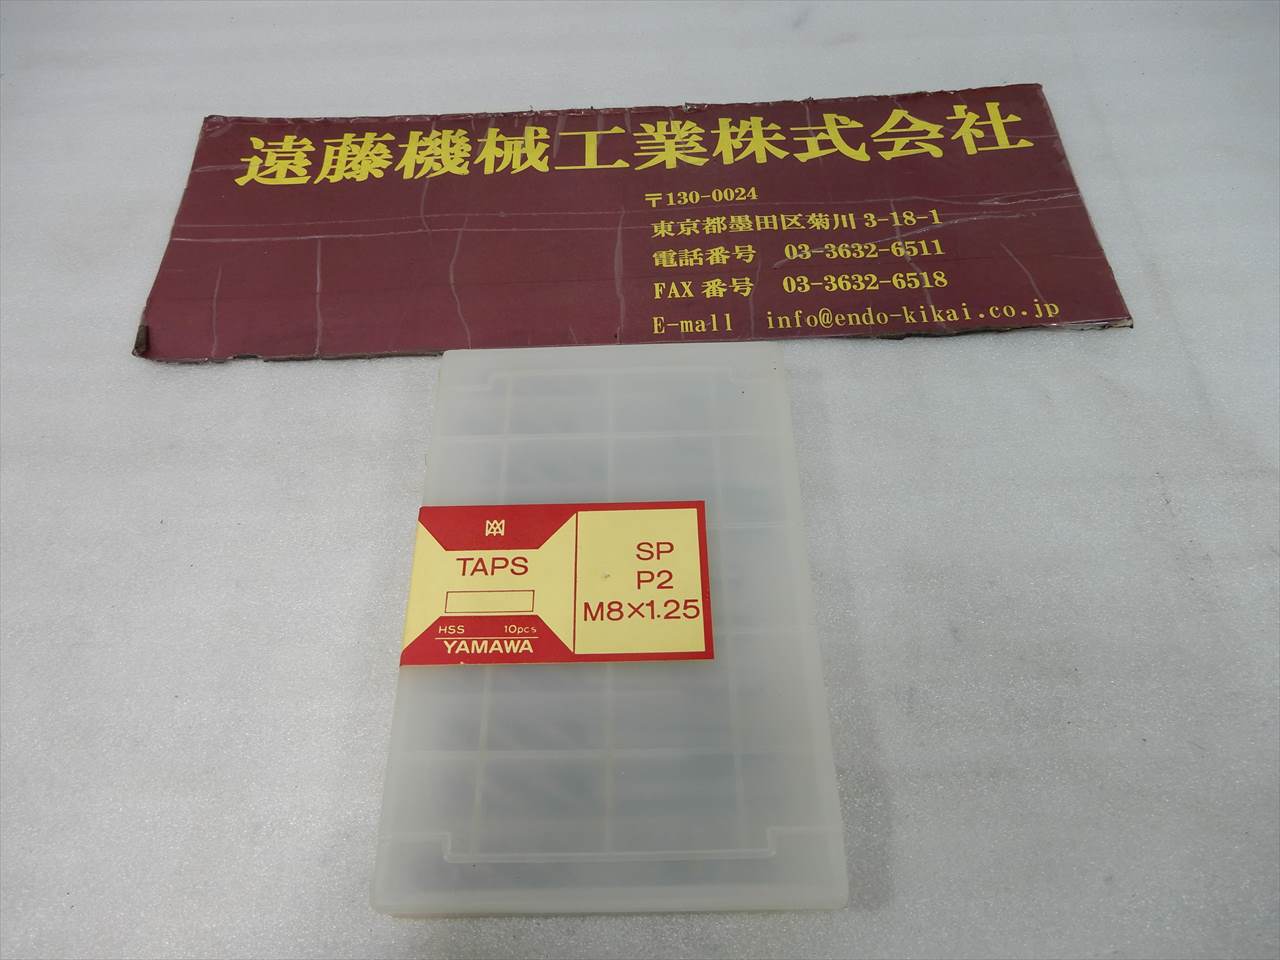 遠藤機械工業株式会社
〒130-0024
東京都墨田区菊川 3-18-1
電話番号 03-3632-6511
FAX 番号 03-3632-6518
E-mall info@endo-kikai.co.jp
TAPS
HSS 10pcs
YAMAWA
SP
P2
M8×1.25